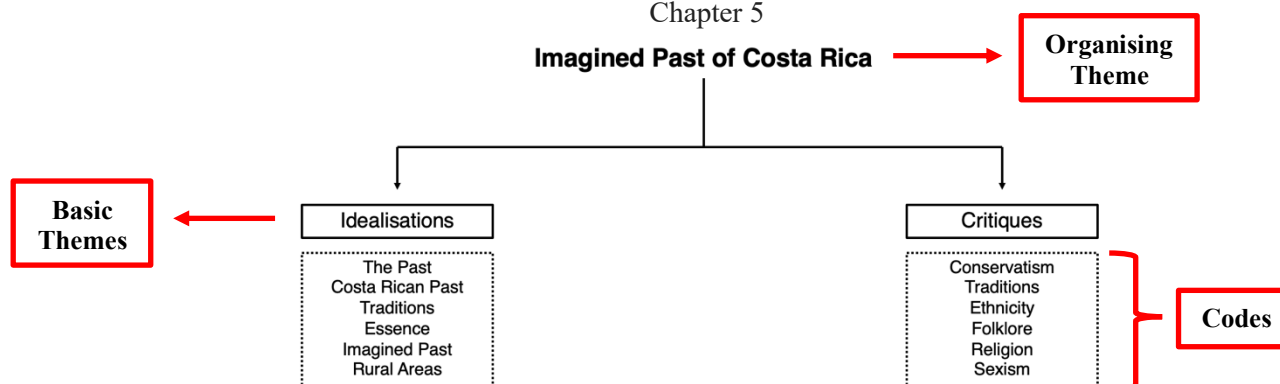 Chapter 5
Imagined Past of Costa Rica
Organising
Theme
Basic
Themes
Idealisations
Critiques
The Past
Costa Rican Past
Traditions
Essence
Imagined Past
Rural Areas
Conservatism
Traditions
Ethnicity
Folklore
Religion
Sexism
Codes